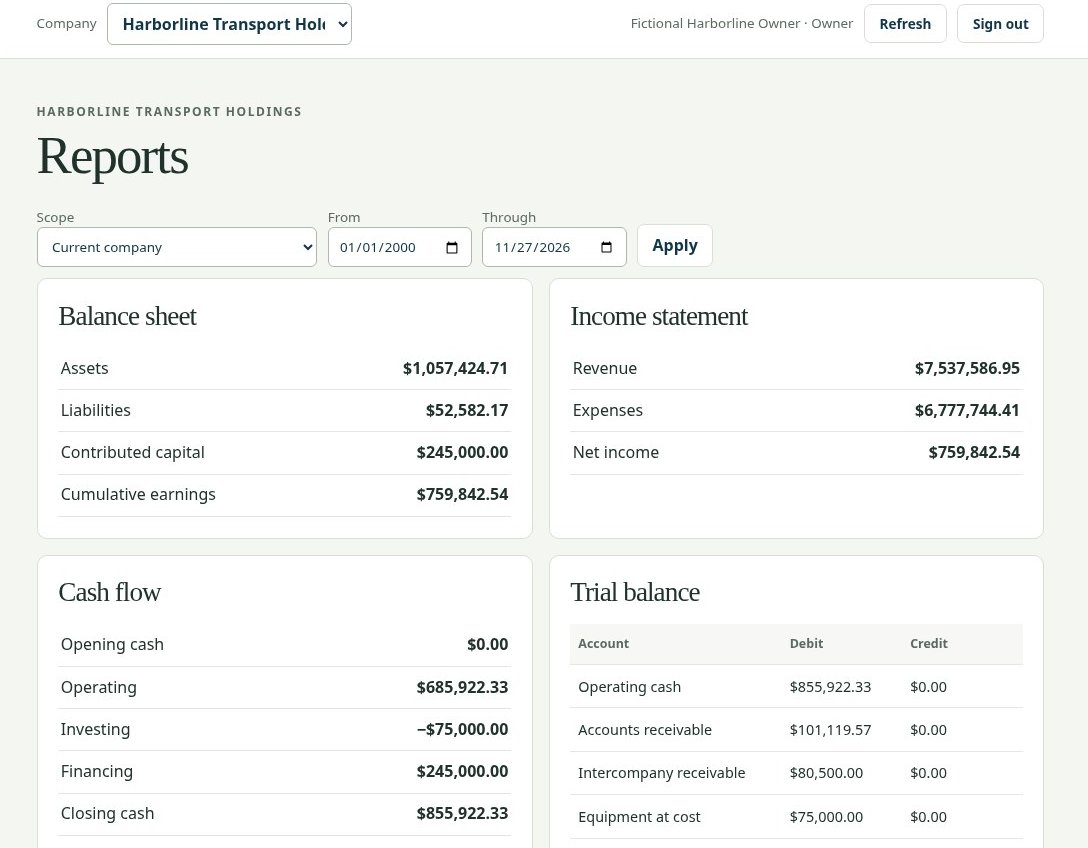 Company Harborline Transport Hol Fictional Harborline Owner · Owner Refresh Sign out
HARBORLINE TRANSPORT HOLDINGS
Reports
Scope From Through
Current company 01/01/2000 11/27/2026 Apply
Balance sheet
Assets $1,057,424.71
Liabilities $52,582.17
Contributed capital $245,000.00
Cumulative earnings $759,842.54
Income statement
Revenue $7,537,586.95
Expenses $6,777,744.41
Net income $759,842.54
Cash flow
Opening cash $0.00
Operating $685,922.33
Investing −$75,000.00
Financing $245,000.00
Closing cash $855,922.33
Trial balance
Account Debit Credit
Operating cash $855,922.33 $0.00
Accounts receivable $101,119.57 $0.00
Intercompany receivable $80,500.00 $0.00
Equipment at cost $75,000.00 $0.00